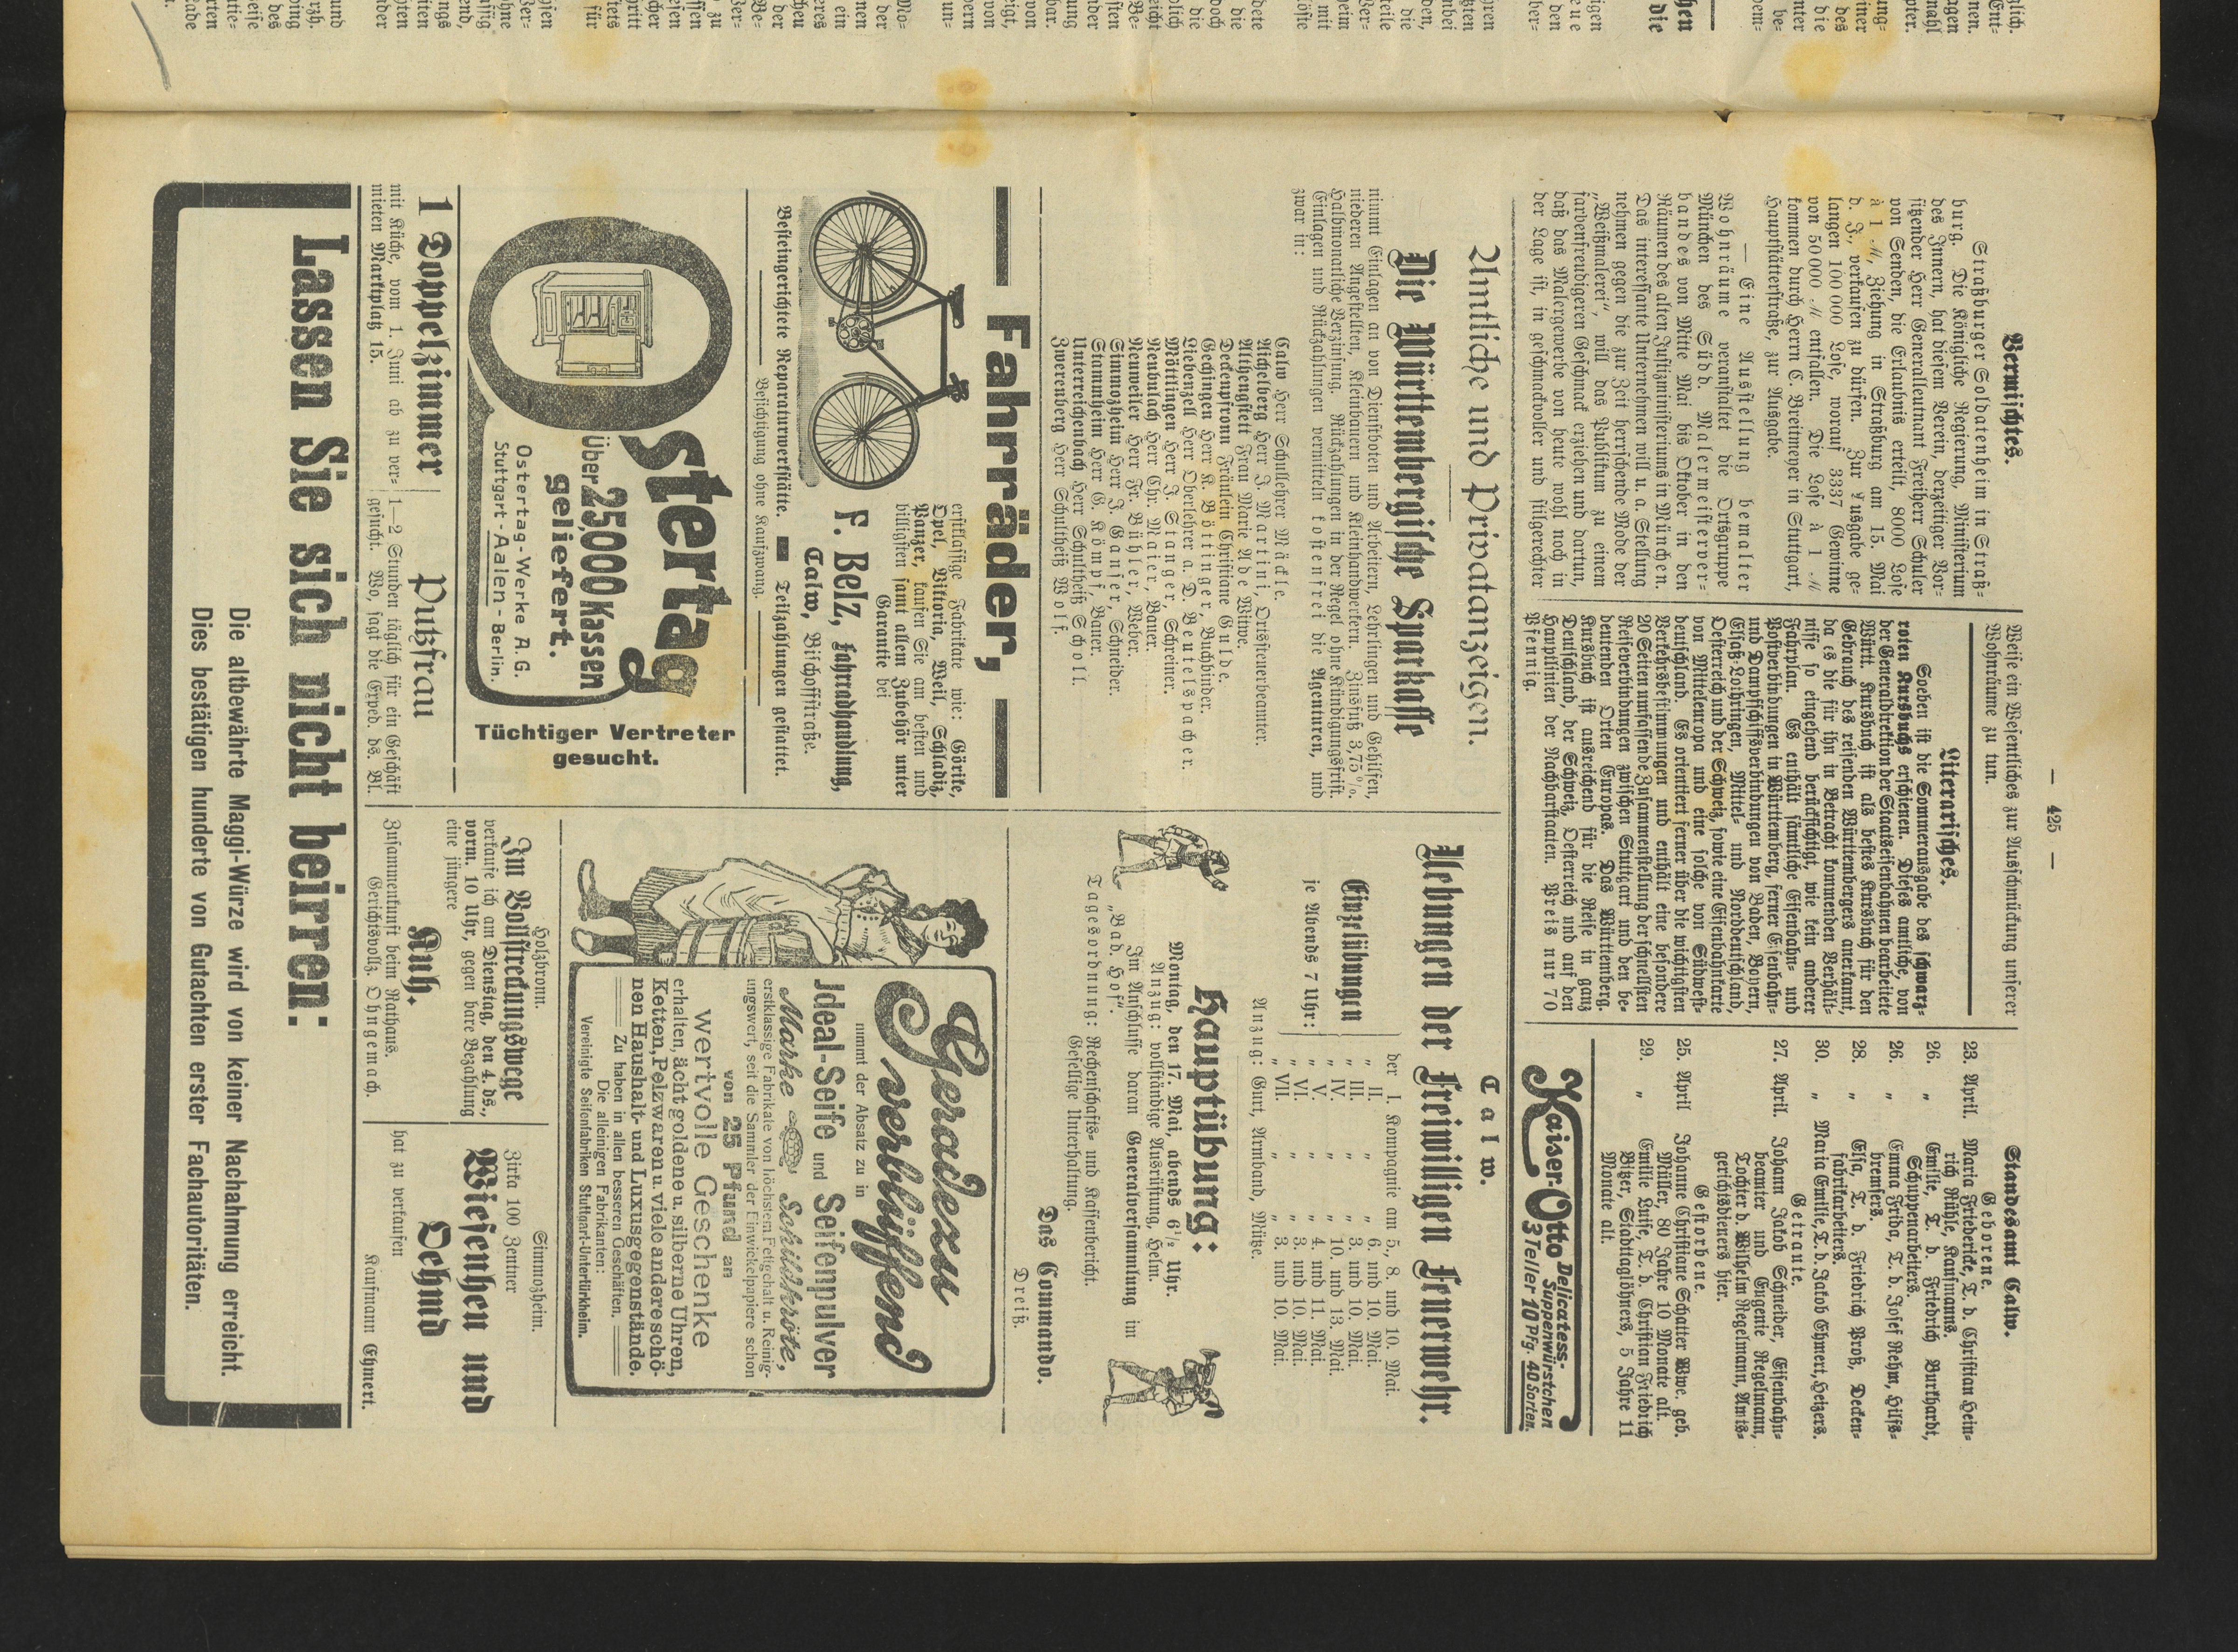 — 425 —
Vermischtes.
Straßburger Soldatenheim in Straß-
burg. Die Königliche Regierung, Ministerium
des Innern, hat diesem Verein, derzeitiger Vor-
sitzender Herr Generalleutnant Freiherr Schuler
von Senden, die Erlaubnis erteilt, 8000 Lose
à 1 M, Ziehung in Straßburg am 15. Mai
d. J., verkaufen zu dürfen. Zur Ausgabe ge-
langen 100 000 Lose, worauf 3337 Gewinne
von 50 000 M entfallen. Die Lose à 1 M
kommen durch Herrn C. Breitmeyer in Stuttgart,
Hauptstätterstraße, zur Ausgabe.
— Eine Ausstellung bemalter
Wohnräume veranstaltet die Ortsgruppe
München des Südd. Malermeisterver-
bandes von Mitte Mai bis Oktober in den
Räumen des alten Justizministeriums in München.
Das interessante Unternehmen will u. a. Stellung
nehmen gegen die zur Zeit herrschende Mode der
„Weißmalerei“, will das Publikum zu einem
farbenfreudigeren Geschmack erziehen und dartun,
daß das Malergewerbe von heute wohl noch in
der Lage ist, in geschmackvoller und stilgerechter
Weise ein Wesentliches zur Ausschmückung unserer
Wohnräume zu tun.
Literarisches.
Soeben ist die Sommerausgabe des schwarz-
roten Kursbuchs erschienen. Dieses amtliche, von
der Generaldirektion der Staatseisenbahnen bearbeitete
Württ. Kursbuch ist als bestes Kursbuch für den
Gebrauch des reisenden Württembergers anerkannt,
da es die für ihn in Betracht kommenden Verhält-
nisse so eingehend berücksichtigt, wie kein anderer
Fahrplan. Es enthält sämtliche Eisenbahn- und
Postverbindungen in Württemberg, ferner Eisenbahn-
und Dampfschiffsverbindungen von Baden, Bayern,
Elsaß-Lothringen, Mittel- und Norddeutschland,
Oesterreich und der Schweiz, sowie eine Eisenbahnkarte
von Mitteleuropa und eine solche von Südwest-
deutschland. Es orientiert ferner über die wichtigsten
Verkehrsbestimmungen und enthält eine besondere
20 Seiten umfassende Zusammenstellung der schnellsten
Reiseverbindungen zwischen Stuttgart und den be-
deutenden Orten Europas. Das Württemberg.
Kursbuch ist ausreichend für die Reise in ganz
Deutschland, der Schweiz, Oesterreich und auf den
Hauptlinien der Nachbarstaaten. Preis nur 70
Pfennig.
Standesamt Calw.
Geborene.
23. April. Maria Friedericke, T. d. Christian Hein-
rich Rühle, Kaufmanns.
26. „ Emilie, T. d. Friedrich Burkhardt,
Schuppenarbeiters.
26. „ Emma Frida, T. d. Josef Rehm, Hilfs-
bremsers.
28. „ Elsa, T. d. Friedrich Proß, Decken-
fabrikarbeiters.
30. „ Maria Emilie, T. d. Jakob Ehmert, Heizers.
Getraute.
27. April. Johann Jakob Schneider, Eisenbahn-
beamter und Eugenie Regelmann,
Tochter d. Wilhelm Regelmann, Amts-
gerichtsdieners hier.
Gestorbene.
25. April Johanne Christiane Schatter Wwe. geb.
Müller, 80 Jahre 10 Monate alt.
29. „ Emilie Luise, T. d. Christian Friedrich
Bitzer, Stadttaglöhners, 5 Jahre 11
Monate alt.
Kaiser-Otto Delicatess-
Suppenwürstchen
3 Teller 10 Pfg. 40 Sorten.
Amtliche und Privatanzeigen.
Die Württembergische Sparkasse
nimmt Einlagen an von Dienstboten und Arbeitern, Lehrlingen und Gehilfen,
niederen Angestellten, Kleinbauern und Kleinhandwerkern. Zinsfuß 3,75%.
Halbmonatliche Verzinsung. Rückzahlungen in der Regel ohne Kündigungsfrist.
Einlagen und Rückzahlungen vermitteln kostenfrei die Agenturen, und
zwar in:
Calw Herr Schullehrer Mäckle.
Aichelberg Herr J. Martini, Ortssteuerbeamter.
Althengstett Frau Marie Ade Witwe.
Deckenpfronn Fräulein Christiane Gulde.
Gechingen Herr K. Böttinger, Buchbinder.
Liebenzell Herr Oberlehrer a. D. Beutelspacher.
Möttlingen Herr J. Stanger, Schreiner.
Neubulach Herr Chr. Maier, Bauer.
Neuweiler Herr Fr. Bühler, Weber.
Simmozheim Herr J. Ganser, Schneider.
Stammheim Herr G. Kömpf, Bauer.
Unterreichenbach Herr Schultheiß Scholl.
Zwerenberg Herr Schultheiß Wolf.
Fahrräder,
erstklassige Fabrikate wie: Görike,
Opel, Viktoria, Weil, Schladitz,
Panzer, kaufen Sie am besten und
billigsten samt allem Zubehör unter
Garantie bei
F. Belz, Fahrradhandlung,
Calw, Bischofstraße.
Besteingerichtete Reparaturwerkstätte. Teilzahlungen gestattet.
Besichtigung ohne Kaufzwang.
Ostertag
Über 25,000 Kassen
geliefert.
Ostertag-Werke A.G.
Stuttgart-Aalen-Berlin.
Tüchtiger Vertreter
gesucht.
1 Doppelzimmer
mit Küche, vom 1. Juni ab zu ver-
mieten Marktplatz 15.
Putzfrau
1—2 Stunden täglich für ein Geschäft
gesucht. Wo, sagt die Exped. ds. Bl.
Calw.
Uebungen der Freiwilligen Feuerwehr.
Einzelübungen
je Abends 7 Uhr:
der I. Kompagnie am 5., 8. und 10. Mai.
„ II. „ „ 6. und 10. Mai.
„ III. „ „ 3. und 10. Mai.
„ IV. „ „ 10. und 13. Mai.
„ V. „ „ 4. und 11. Mai.
„ VI. „ „ 3. und 10. Mai.
„ VII. „ „ 3. und 10. Mai.
Anzug: Gurt, Armband, Mütze.
Hauptübung:
Montag, den 17. Mai, abends 6½ Uhr.
Anzug: vollständige Ausrüstung, Helm.
Im Anschlusse daran Generalversammlung im
„Bad. Hof“.
Tagesordnung: Rechenschafts- und Kassenbericht.
Gesellige Unterhaltung.
Das Commando.
Dreiß.
Geradezu
verblüffend
nimmt der Absatz zu in
Ideal-Seife und Seifenpulver
Marke Schildkröte,
erstklassige Fabrikate von höchstem Fettgehalt u. Reinig-
ungswert, seit die Sammler der Einwickelpapiere schon
von 25 Pfund an
wertvolle Geschenke
erhalten, ächt goldene u. silberne Uhren,
Ketten, Pelzwaren u. viele andere schö-
nen Haushalt- und Luxusgegenstände.
Zu haben in allen besseren Geschäften.
Die alleinigen Fabrikanten:
Vereinigte Seifenfabriken Stuttgart-Untertürkheim.
Holzbronn.
Im Vollstreckungswege
verkaufe ich am Dienstag, den 4. ds.,
vorm. 10 Uhr, gegen bare Bezahlung
eine jüngere
Kuh.
Zusammenkunft beim Rathaus.
Gerichtsvollz. Ohngemach.
Simmozheim.
Zirka 100 Zentner
Wiesenheu und
Oehmd
hat zu verkaufen
Kaufmann Ehmert.
Lassen Sie sich nicht beirren:
Die altbewährte Maggi-Würze wird von keiner Nachahmung erreicht.
Dies bestätigen hunderte von Gutachten erster Fachautoritäten.